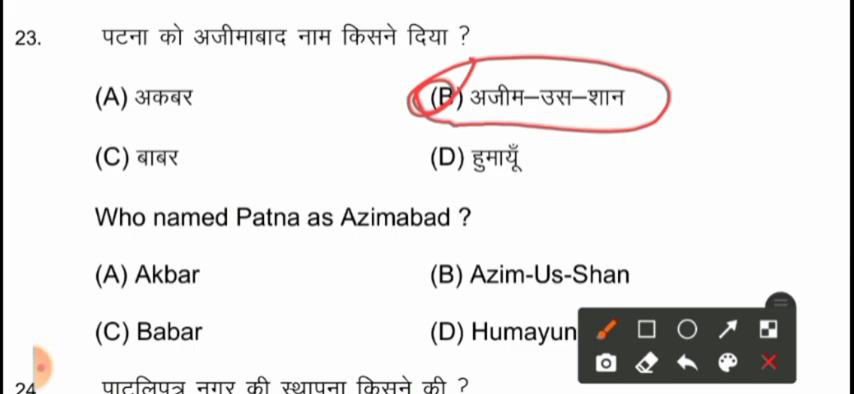 23. पटना को अजीमाबाद नाम किसने दिया ?
(A) अकबर (B) अजीम–उस–शान
(C) बाबर (D) हुमायूँ
Who named Patna as Azimabad ?
(A) Akbar (B) Azim-Us-Shan
(C) Babar (D) Humayun
24 पाटलिपुत्र नगर की स्थापना किसने की ?